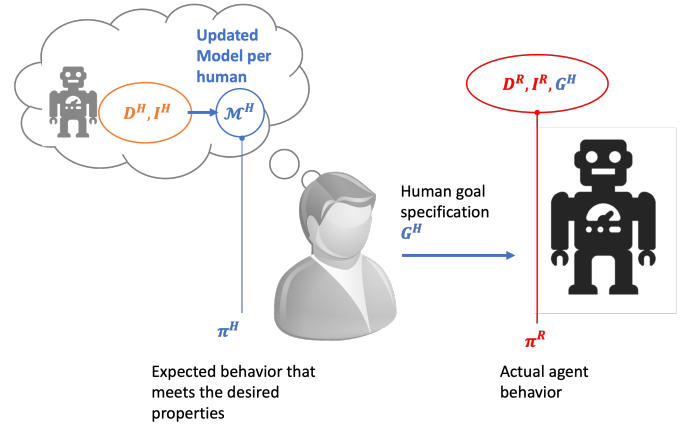 Updated
Model per
human
D^H, I^H
M^H
D^R, I^R, G^H
Human goal
specification
G^H
π^H
π^R
Expected behavior that
meets the desired
properties
Actual agent
behavior